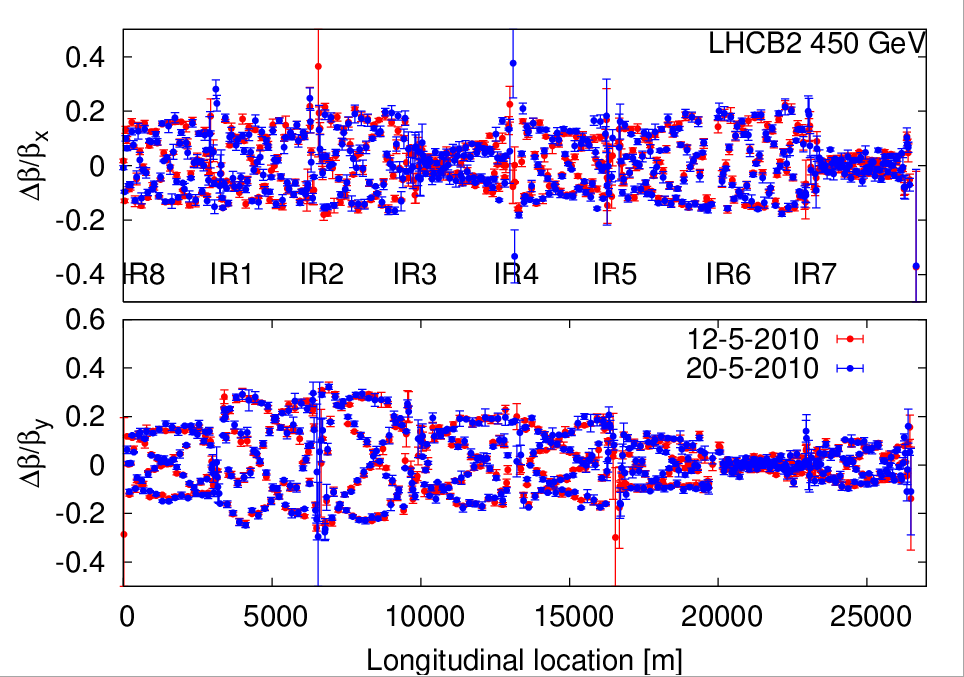 LHCB2 450 GeV
0.4
0.2
0
-0.2
-0.4
Δβ/βx
IR8 IR1 IR2 IR3 IR4 IR5 IR6 IR7
0.6
0.4
0.2
0
-0.2
-0.4
Δβ/βy
12-5-2010
20-5-2010
0 5000 10000 15000 20000 25000
Longitudinal location [m]